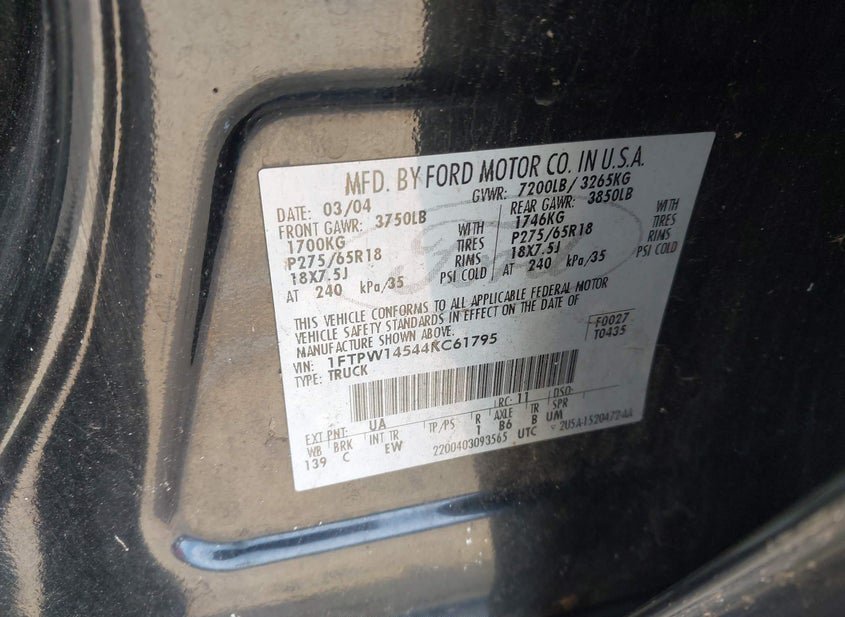 MFD. BY FORD MOTOR CO. IN U.S.A.
DATE: 03/04 GVWR: 7200LB/ 3265KG
FRONT GAWR: 3750LB REAR GAWR: 3850LB
1700KG WITH 1746KG WITH
P275/65R18 TIRES P275/65R18 TIRES
18X7.5J RIMS 18X7.5J RIMS
AT 240 kPa/35 PSI COLD AT 240 kPa/35 PSI COLD
THIS VEHICLE CONFORMS TO ALL APPLICABLE FEDERAL MOTOR
VEHICLE SAFETY STANDARDS IN EFFECT ON THE DATE OF
MANUFACTURE SHOWN ABOVE. F0027
VIN: 1FTPW14544KC61795 T0435
TYPE: TRUCK
RC: 11 DSO:
EXT PNT: UA
WB BRK INT TR TP/PS R AXLE TR SPR
139 C EW 1 B6 B UM
2200403093565 UTC 2U5A-1520472-AA
Ford